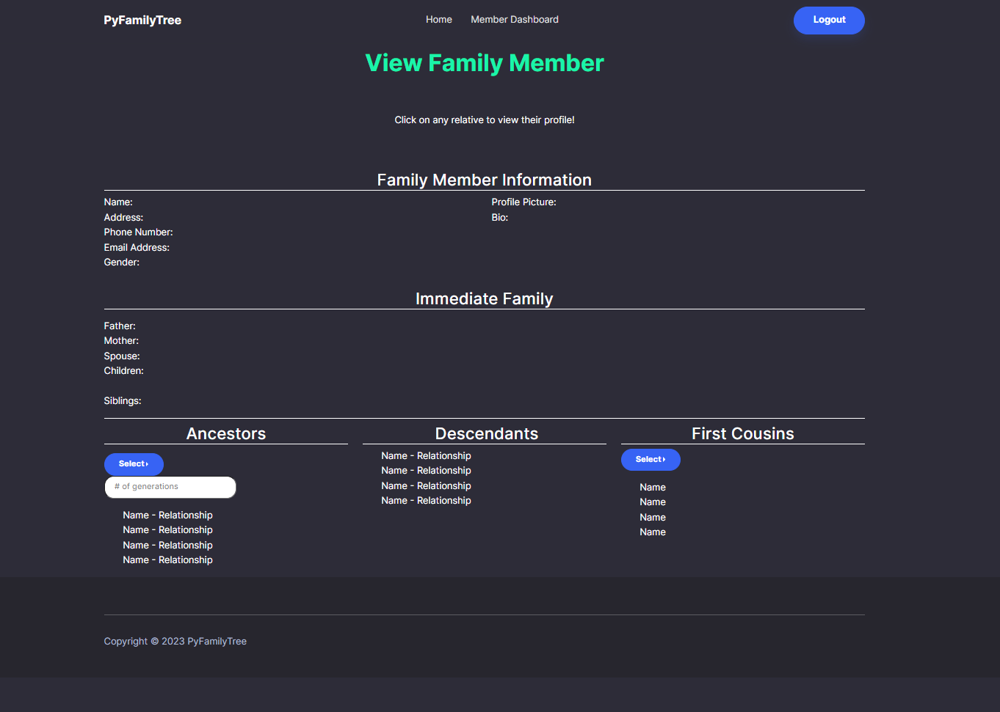 PyFamilyTree
Home
Member Dashboard
Logout
View Family Member
Click on any relative to view their profile!
Family Member Information
Name:
Address:
Phone Number:
Email Address:
Gender:
Profile Picture:
Bio:
Immediate Family
Father:
Mother:
Spouse:
Children:
Siblings:
Ancestors
Select
# of generations
Name - Relationship
Name - Relationship
Name - Relationship
Name - Relationship
Descendants
Name - Relationship
Name - Relationship
Name - Relationship
Name - Relationship
First Cousins
Select
Name
Name
Name
Name
Copyright © 2023 PyFamilyTree